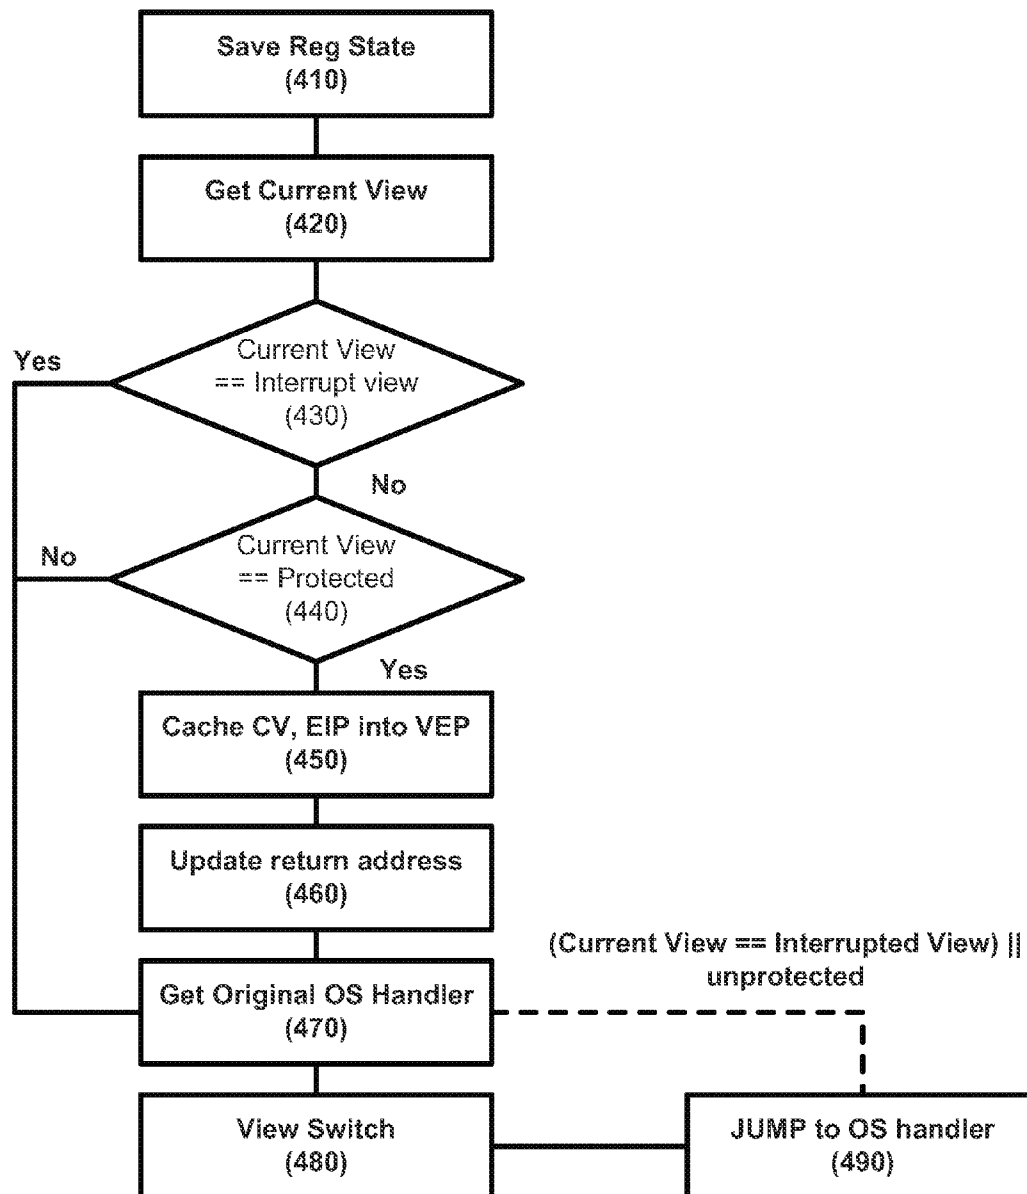 Save Reg State
(410)
Get Current View
(420)
Current View
== Interrupt view
(430)
Yes
No
Current View
== Protected
(440)
No
Yes
Cache CV, EIP into VEP
(450)
Update return address
(460)
(Current View == Interrupted View) ||
unprotected
Get Original OS Handler
(470)
View Switch
(480)
JUMP to OS handler
(490)